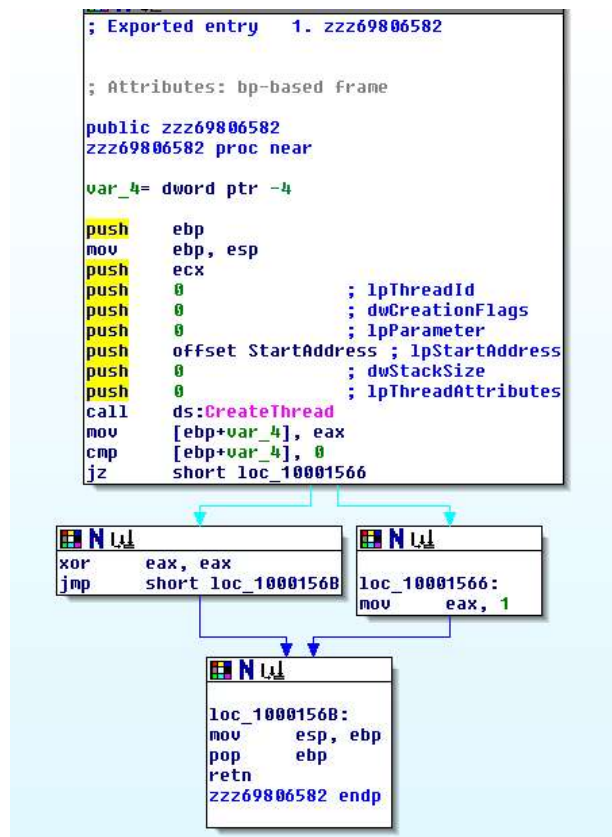 ; Exported entry   1. zzz69806582
; Attributes: bp-based frame
public zzz69806582
zzz69806582 proc near
var_4= dword ptr -4
push    ebp
mov     ebp, esp
push    ecx
push    0               ; lpThreadId
push    0               ; dwCreationFlags
push    0               ; lpParameter
push    offset StartAddress ; lpStartAddress
push    0               ; dwStackSize
push    0               ; lpThreadAttributes
call    ds:CreateThread
mov     [ebp+var_4], eax
cmp     [ebp+var_4], 0
jz      short loc_10001566
xor     eax, eax
jmp     short loc_1000156B
loc_10001566:
mov     eax, 1
loc_1000156B:
mov     esp, ebp
pop     ebp
retn
zzz69806582 endp